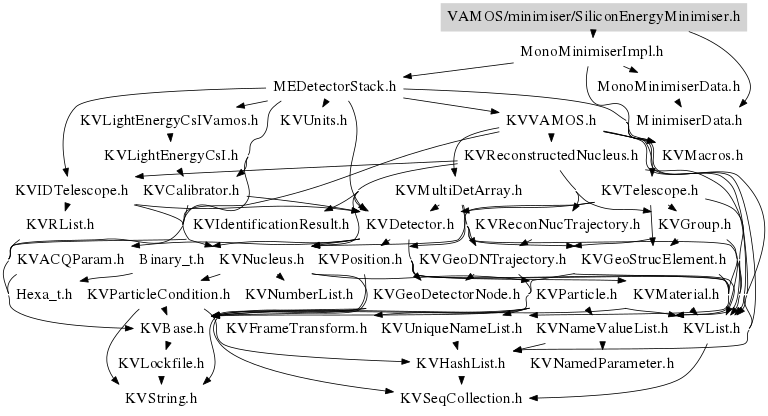 VAMOS/minimiser/SiliconEnergyMinimiser.h
MonoMinimiserImpl.h
MEDetectorStack.h
MonoMinimiserData.h
KVLightEnergyCsIVamos.h
KVUnits.h
KVVAMOS.h
MinimiserData.h
KVLightEnergyCsI.h
KVReconstructedNucleus.h
KVMacros.h
KVIDTelescope.h
KVCalibrator.h
KVMultiDetArray.h
KVTelescope.h
KVRList.h
KVIdentificationResult.h
KVDetector.h
KVReconNucTrajectory.h
KVGroup.h
KVACQParam.h
Binary_t.h
KVNucleus.h
KVPosition.h
KVGeoDNTrajectory.h
KVGeoStrucElement.h
Hexa_t.h
KVParticleCondition.h
KVNumberList.h
KVGeoDetectorNode.h
KVParticle.h
KVMaterial.h
KVBase.h
KVFrameTransform.h
KVUniqueNameList.h
KVNameValueList.h
KVList.h
KVLockfile.h
KVHashList.h
KVNamedParameter.h
KVString.h
KVSeqCollection.h